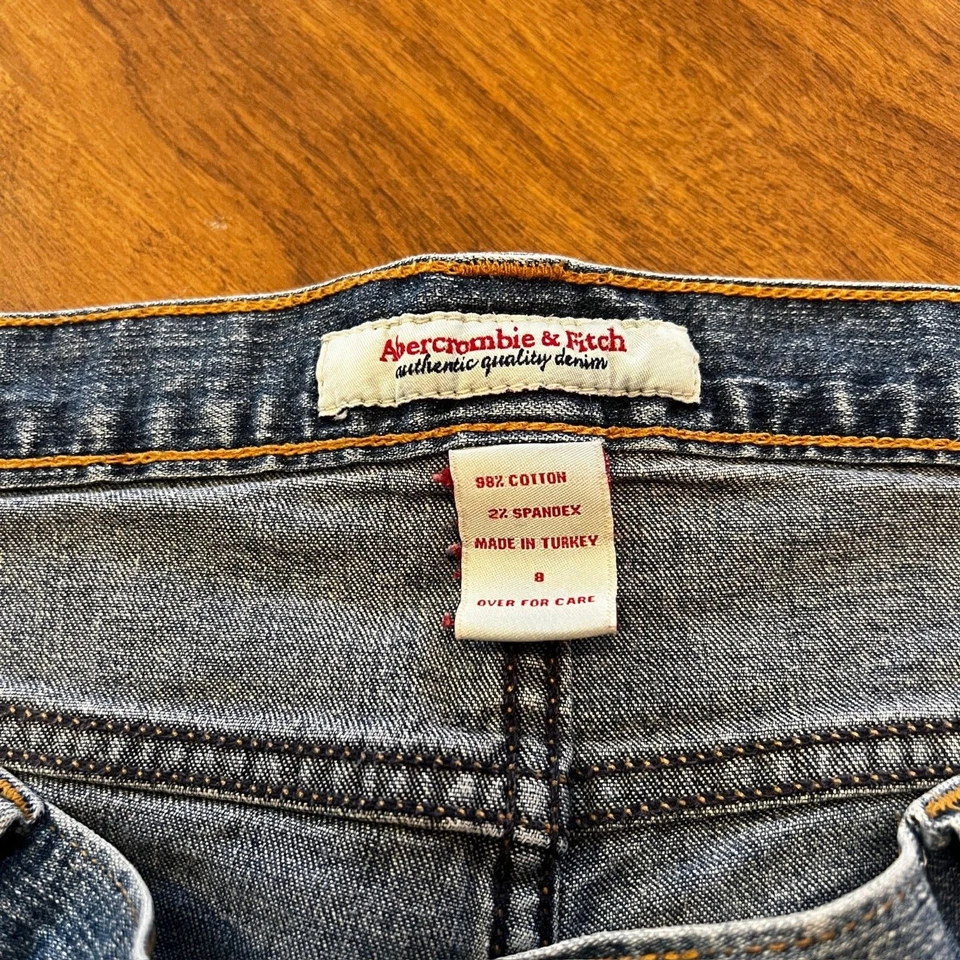 Abercrombie & Fitch
authentic quality denim
98% COTTON
2% SPANDEX
MADE IN TURKEY
8
OVER FOR CARE